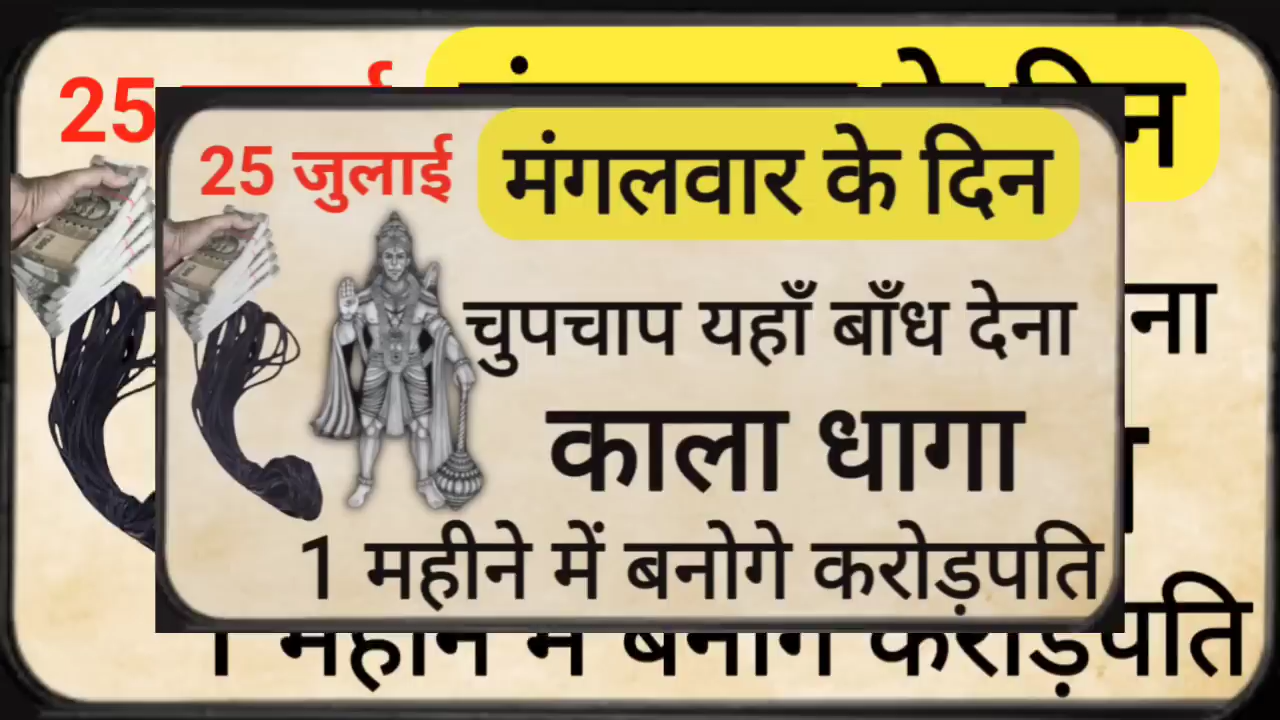 25 जुलाई मंगलवार के दिन
चुपचाप यहाँ बाँध देना
काला धागा
1 महीने में बनोगे करोड़पति